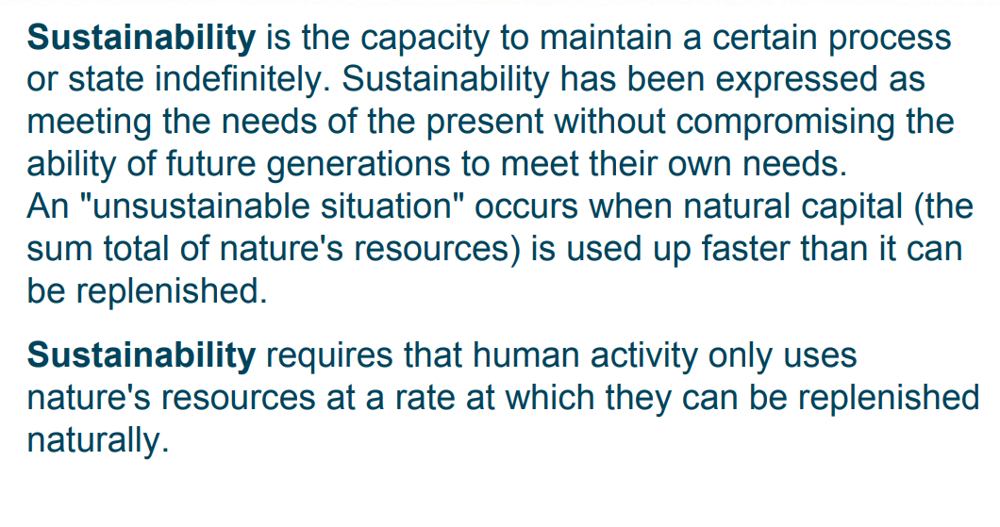 Sustainability is the capacity to maintain a certain process
or state indefinitely. Sustainability has been expressed as
meeting the needs of the present without compromising the
ability of future generations to meet their own needs.
An "unsustainable situation" occurs when natural capital (the
sum total of nature's resources) is used up faster than it can
be replenished.
Sustainability requires that human activity only uses
nature's resources at a rate at which they can be replenished
naturally.